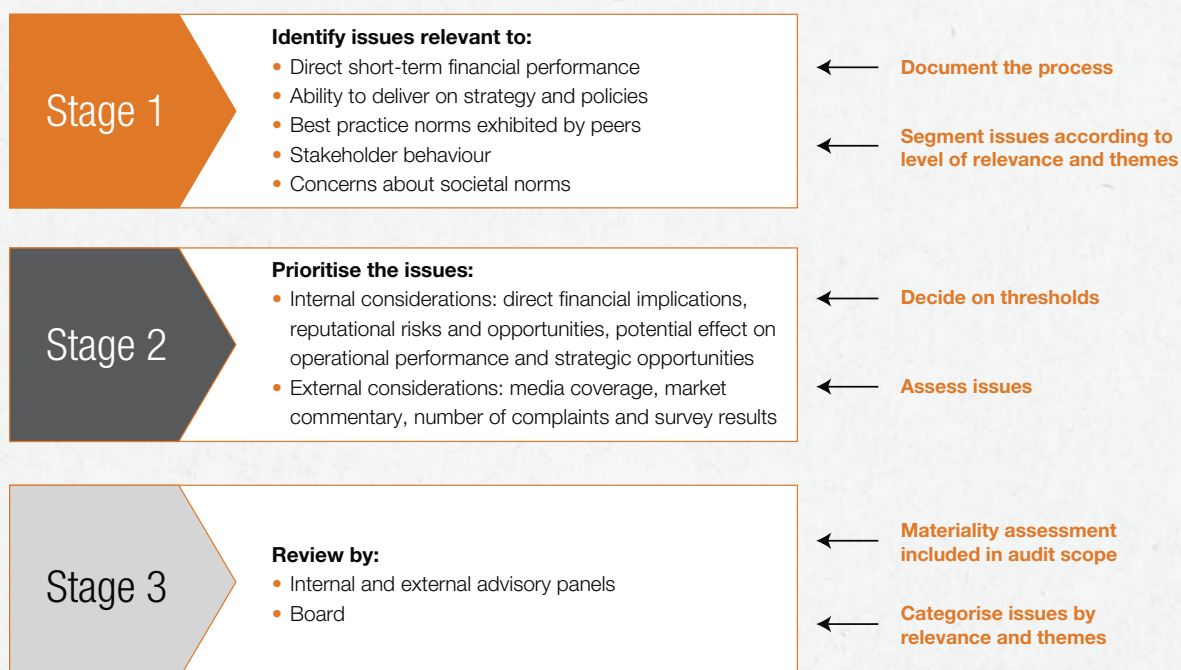 Stage 1
Identify issues relevant to:
• Direct short-term financial performance
• Ability to deliver on strategy and policies
• Best practice norms exhibited by peers
• Stakeholder behaviour
• Concerns about societal norms
Document the process
Segment issues according to
level of relevance and themes
Stage 2
Prioritise the issues:
• Internal considerations: direct financial implications,
reputational risks and opportunities, potential effect on
operational performance and strategic opportunities
• External considerations: media coverage, market
commentary, number of complaints and survey results
Decide on thresholds
Assess issues
Stage 3
Review by:
• Internal and external advisory panels
• Board
Materiality assessment
included in audit scope
Categorise issues by
relevance and themes